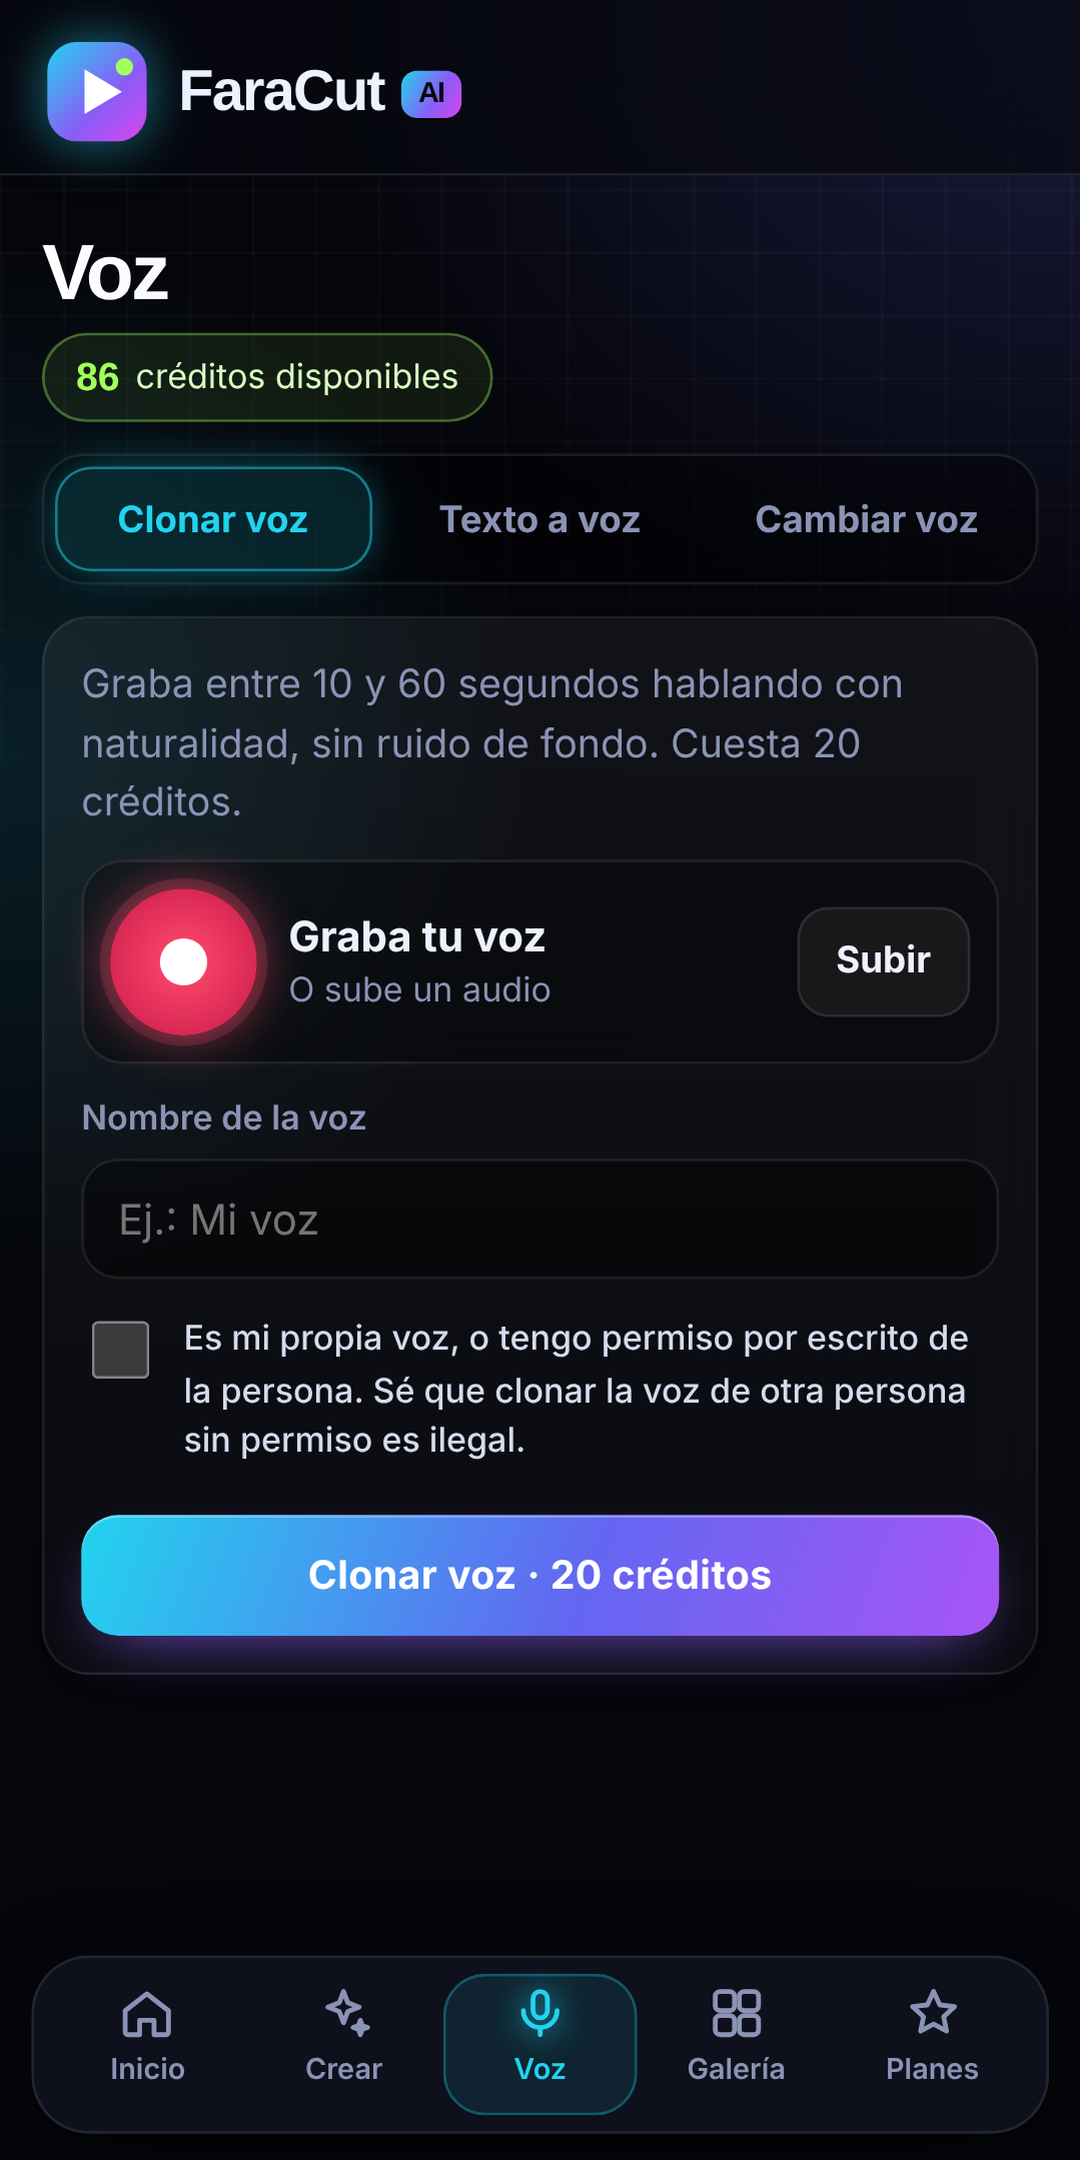 FaraCut AI
Voz
86 créditos disponibles
Clonar voz Texto a voz Cambiar voz
Graba entre 10 y 60 segundos hablando con
naturalidad, sin ruido de fondo. Cuesta 20
créditos.
Graba tu voz
O sube un audio
Subir
Nombre de la voz
Ej.: Mi voz
Es mi propia voz, o tengo permiso por escrito de
la persona. Sé que clonar la voz de otra persona
sin permiso es ilegal.
Clonar voz · 20 créditos
Inicio Crear Voz Galería Planes